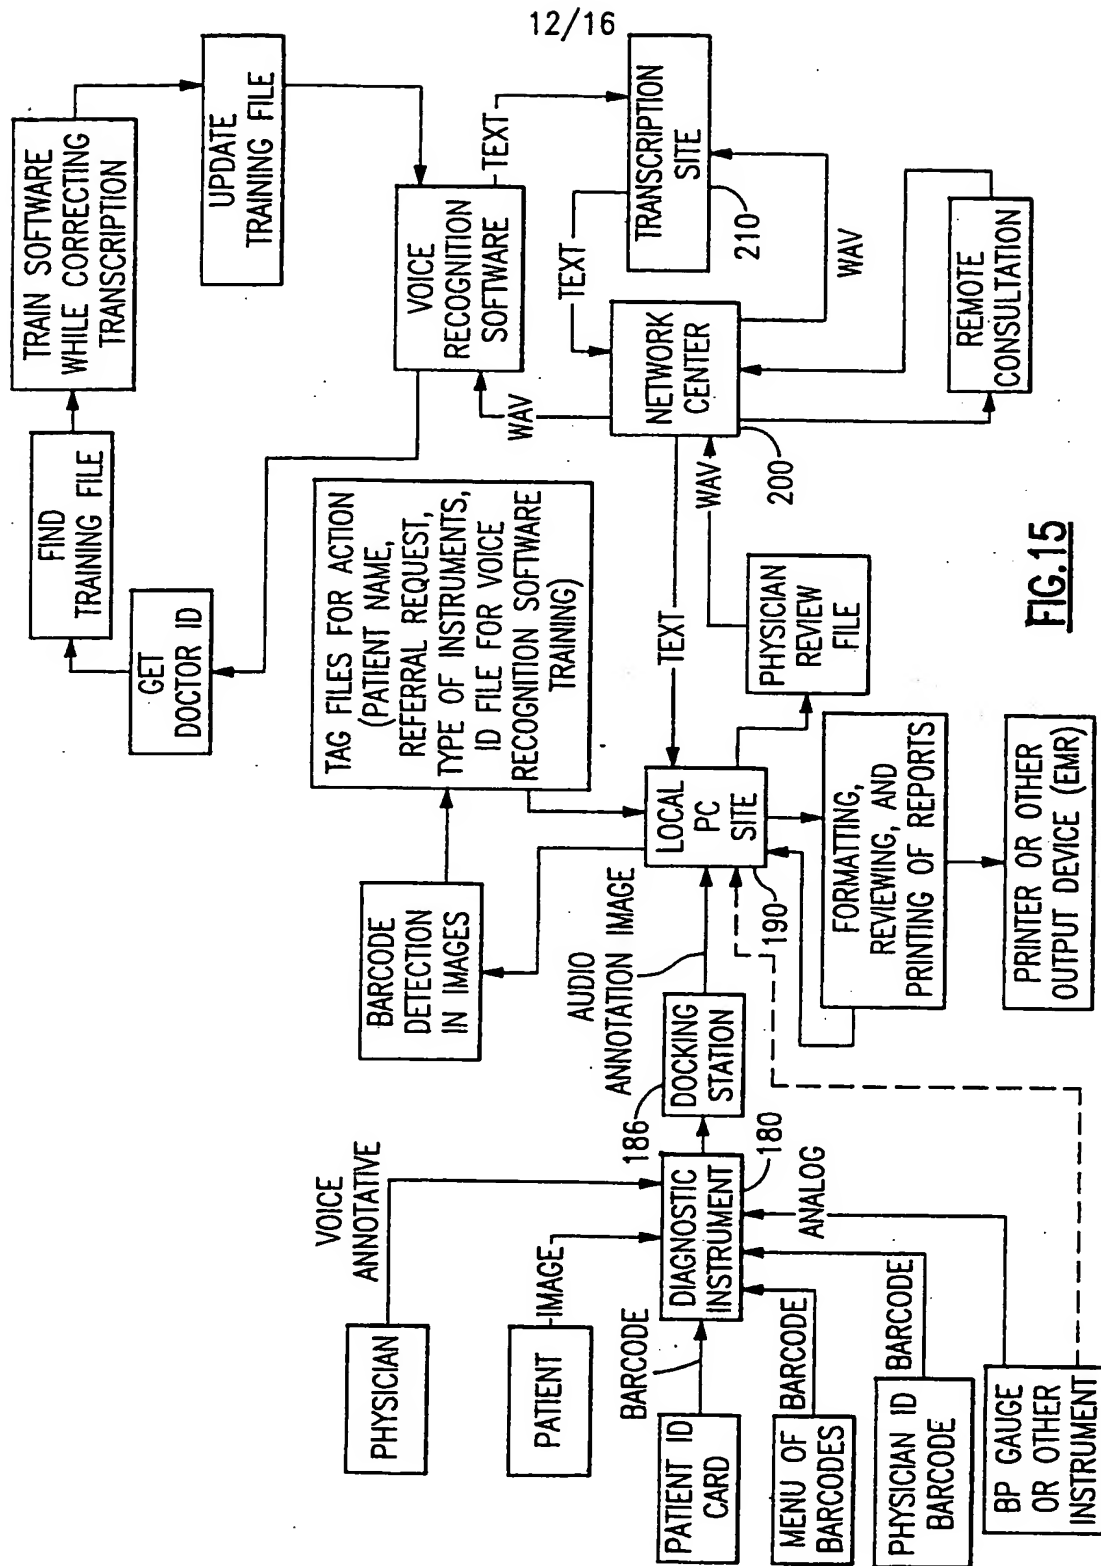 12/16
TRAIN SOFTWARE
WHILE CORRECTING
TRANSCRIPTION
UPDATE
TRAINING FILE
FIND
TRAINING FILE
GET
DOCTOR ID
VOICE
RECOGNITION
SOFTWARE
TEXT
TRANSCRIPTION
SITE
210
TEXT
WAV
NETWORK
CENTER
200
WAV
WAV
REMOTE
CONSULTATION
TAG FILES FOR ACTION
(PATIENT NAME,
REFERRAL REQUEST,
TYPE OF INSTRUMENTS,
ID FILE FOR VOICE
RECOGNITION SOFTWARE
TRAINING)
BARCODE
DETECTION
IN IMAGES
TEXT
PHYSICIAN
REVIEW
FILE
LOCAL
PC
SITE
190
AUDIO
ANNOTATION IMAGE
DOCKING
STATION
186
FORMATTING,
REVIEWING, AND
PRINTING OF REPORTS
PRINTER OR OTHER
OUTPUT DEVICE (EMR)
VOICE
ANNOTATIVE
PHYSICIAN
PATIENT
IMAGE
DIAGNOSTIC
INSTRUMENT
180
BARCODE
PATIENT ID
CARD
BARCODE
MENU OF
BARCODES
BARCODE
PHYSICIAN ID
BARCODE
ANALOG
BP GAUGE
OR OTHER
INSTRUMENT
FIG.15